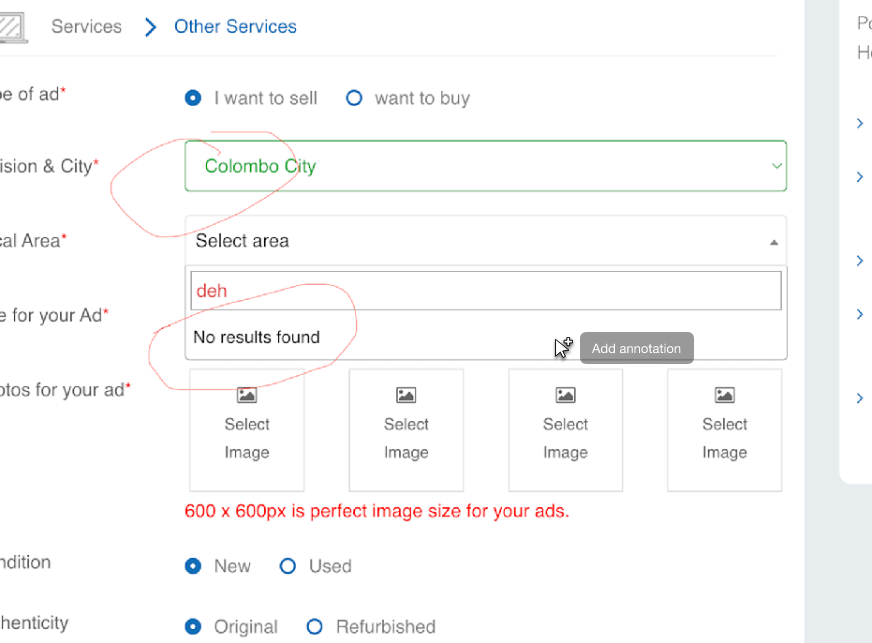 Services > Other Services
pe of ad*
I want to sell want to buy
ision & City*
Colombo City
cal Area*
Select area
deh
e for your Ad*
No results found
Add annotation
otos for your ad*
Select Image
Select Image
Select Image
Select Image
600 x 600px is perfect image size for your ads.
ndition
New Used
thenticity
Original Refurbished
Po
He